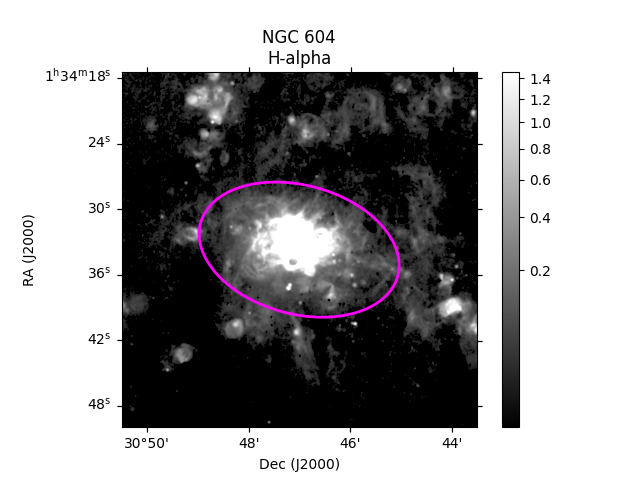 NGC 604
H-alpha
1ʰ34ᵐ18ˢ
24ˢ
30ˢ
36ˢ
42ˢ
48ˢ
RA (J2000)
30°50'
48'
46'
44'
Dec (J2000)
1.4
1.2
1.0
0.8
0.6
0.4
0.2